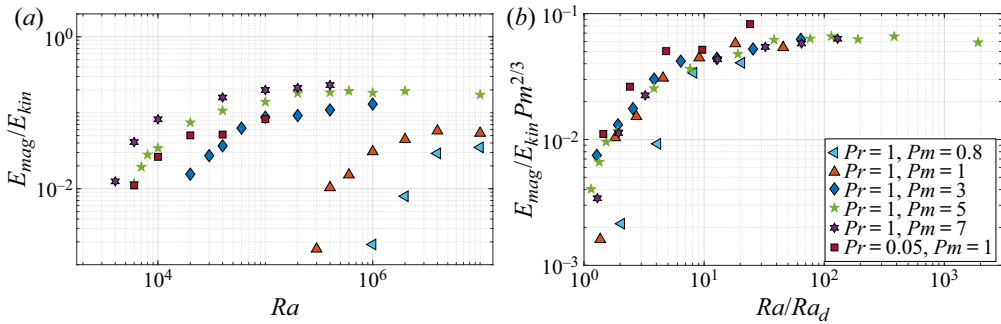 (a)
10^0
10^-2
E_mag/E_kin
10^4
10^6
Ra
(b)
10^-1
10^-2
10^-3
E_mag/E_kin Pm^2/3
10^0
10^1
10^2
10^3
Ra/Ra_d
Pr = 1, Pm = 0.8
Pr = 1, Pm = 1
Pr = 1, Pm = 3
Pr = 1, Pm = 5
Pr = 1, Pm = 7
Pr = 0.05, Pm = 1